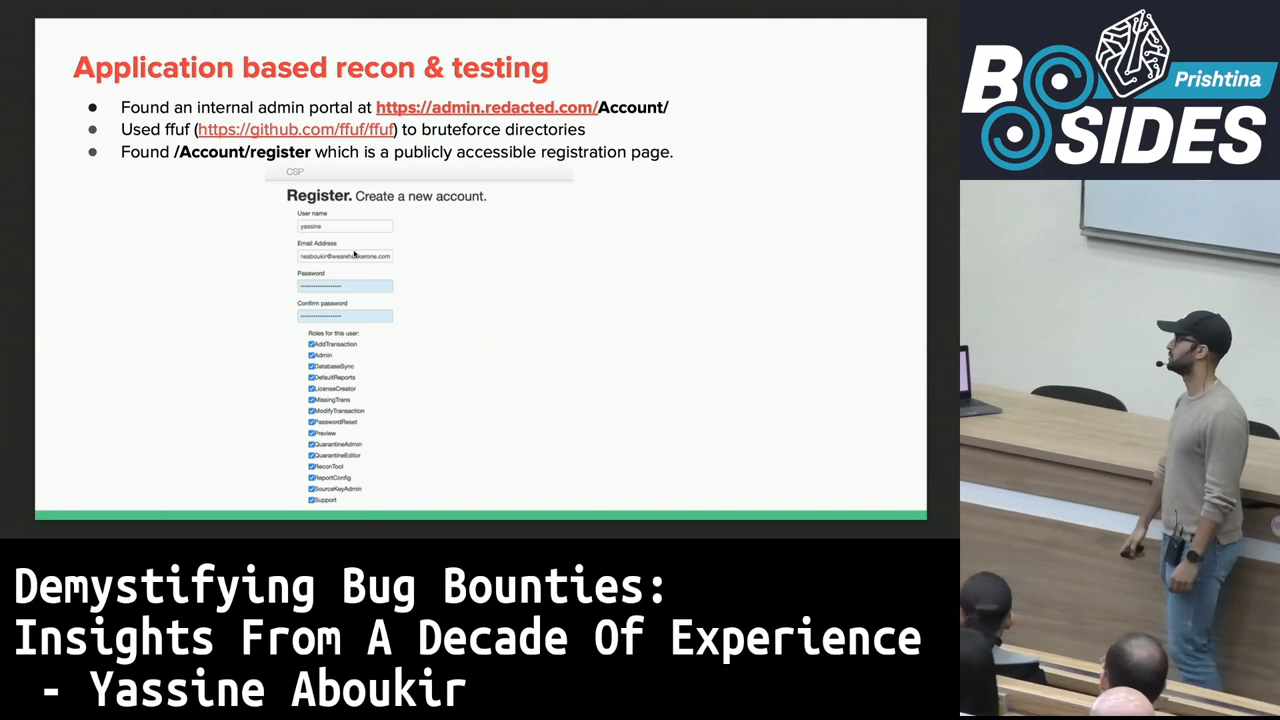 Application based recon & testing
● Found an internal admin portal at https://admin.redacted.com/Account/
● Used ffuf (https://github.com/ffuf/ffuf) to bruteforce directories
● Found /Account/register which is a publicly accessible registration page.
CSP
Register. Create a new account.
User name
yassine
Email Address
neaboukir@wearehackerone.com
Password
Confirm password
Roles for this user:
AddTransaction
Admin
DatabaseSync
DefaultReports
LicenseCreator
MissingTrans
ModifyTransaction
PasswordReset
Preview
QuarantineAdmin
QuarantineEditor
ReconTool
ReportConfig
SourceKeyAdmin
Support
BSIDES
Prishtina
Demystifying Bug Bounties:
Insights From A Decade Of Experience
- Yassine Aboukir